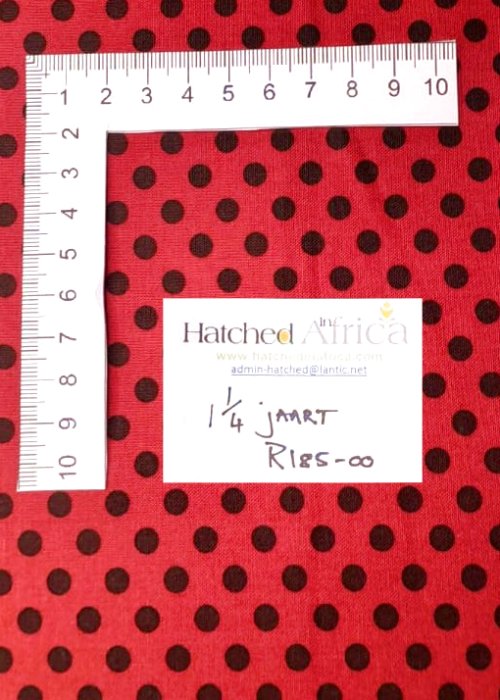 1 2 3 4 5 6 7 8 9 10
2
3
4
5
6
7
8
9
10
Hatched in Africa
www.hatchedinafrica.com
admin-hatched@lantic.net
1 1/4 jAART
R185-00